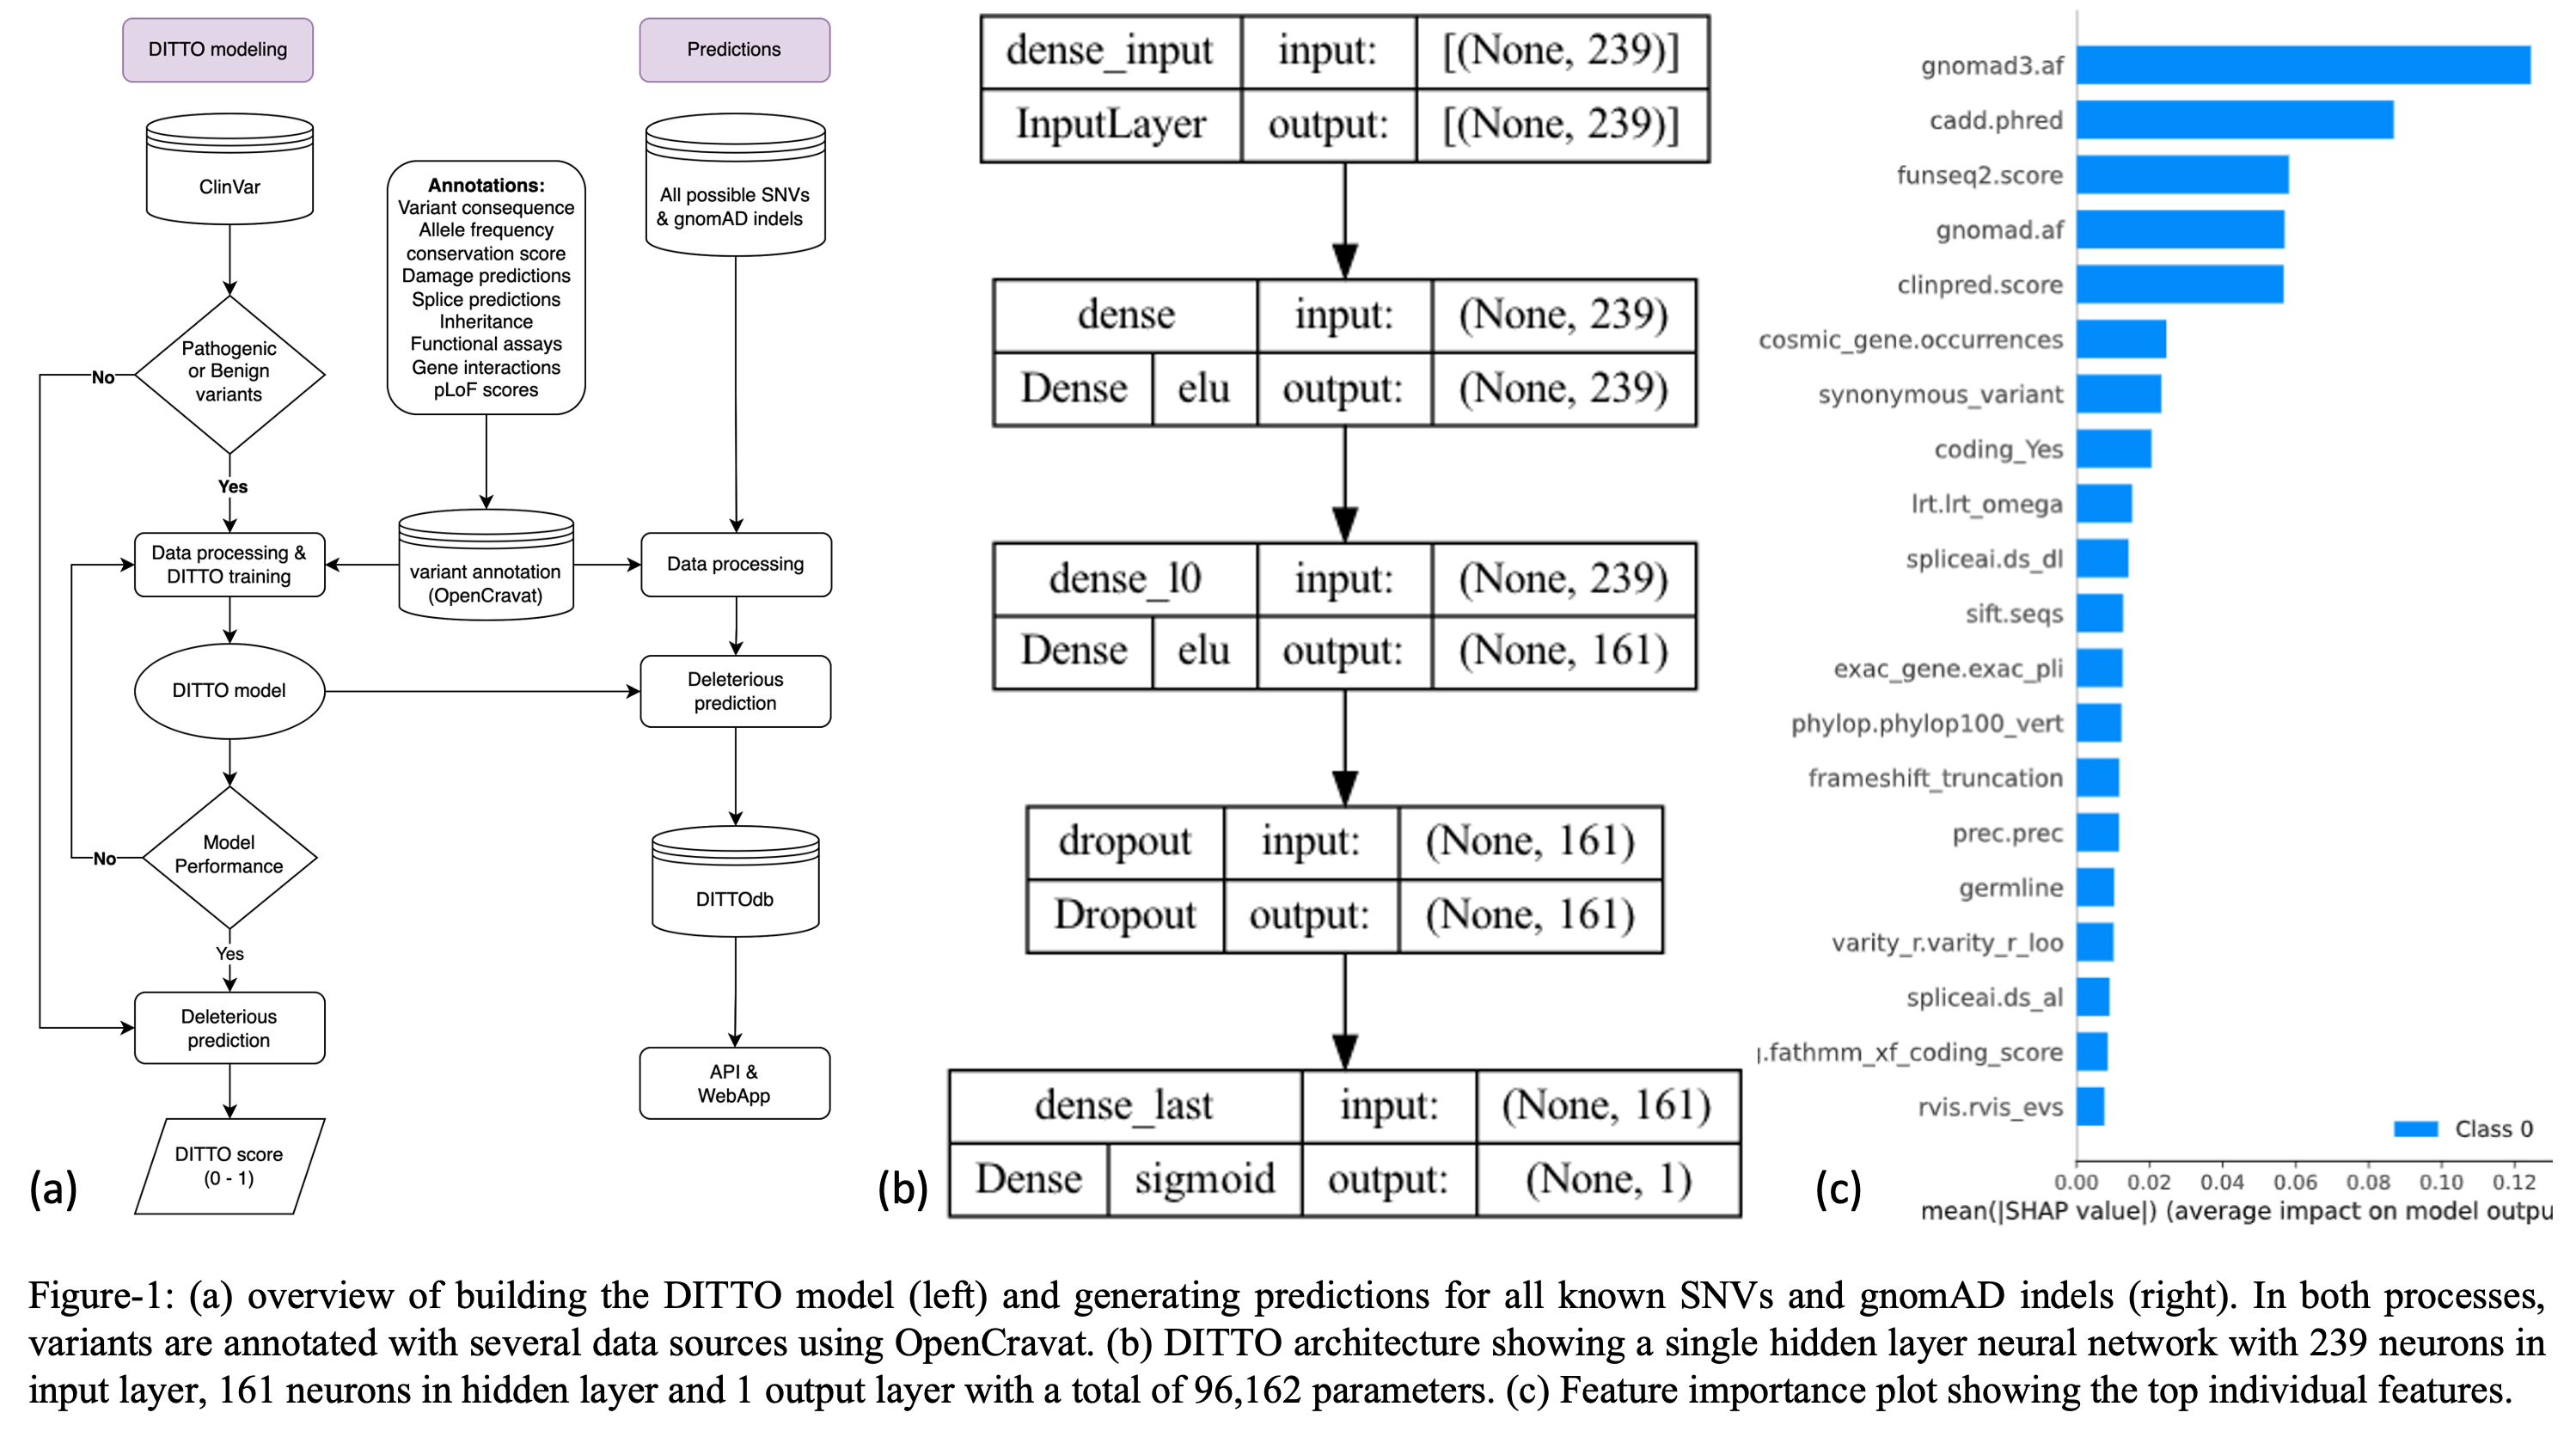 DITTO modeling
ClinVar
Pathogenic
or Benign
variants
No
Yes
Data processing &
DITTO training
DITTO model
Model
Performance
No
Yes
Deleterious
prediction
DITTO score
(0 - 1)
Annotations:
Variant consequence
Allele frequency
conservation score
Damage predictions
Splice predictions
Inheritance
Functional assays
Gene interactions
pLoF scores
variant annotation
(OpenCravat)
Predictions
All possible SNVs
& gnomAD indels
Data processing
Deleterious
prediction
DITTOdb
API &
WebApp
(a)
dense_input input: [(None, 239)]
InputLayer output: [(None, 239)]
dense input: (None, 239)
Dense elu output: (None, 239)
dense_l0 input: (None, 239)
Dense elu output: (None, 161)
dropout input: (None, 161)
Dropout output: (None, 161)
dense_last input: (None, 161)
Dense sigmoid output: (None, 1)
(b)
gnomad3.af
cadd.phred
funseq2.score
gnomad.af
clinpred.score
cosmic_gene.occurrences
synonymous_variant
coding_Yes
lrt.lrt_omega
spliceai.ds_dl
sift.seqs
exac_gene.exac_pli
phylop.phylop100_vert
frameshift_truncation
prec.prec
germline
varity_r.varity_r_loo
spliceai.ds_al
.fathmm_xf_coding_score
rvis.rvis_evs
Class 0
0.00 0.02 0.04 0.06 0.08 0.10 0.12
mean(|SHAP value|) (average impact on model outpu
(c)
Figure-1: (a) overview of building the DITTO model (left) and generating predictions for all known SNVs and gnomAD indels (right). In both processes,
variants are annotated with several data sources using OpenCravat. (b) DITTO architecture showing a single hidden layer neural network with 239 neurons in
input layer, 161 neurons in hidden layer and 1 output layer with a total of 96,162 parameters. (c) Feature importance plot showing the top individual features.